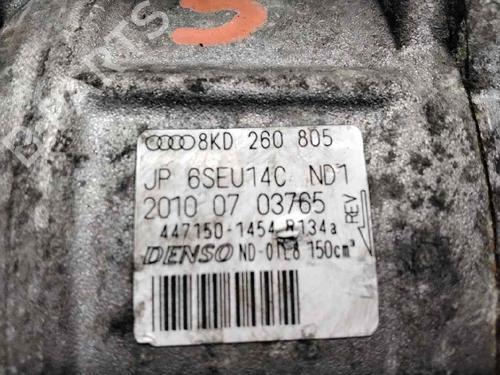 S
8KD 260 805
JP 6SEU14C ND1
2010 07 03765
447150-1454 R134a
REV
DENSO ND-OIL8 150cm³